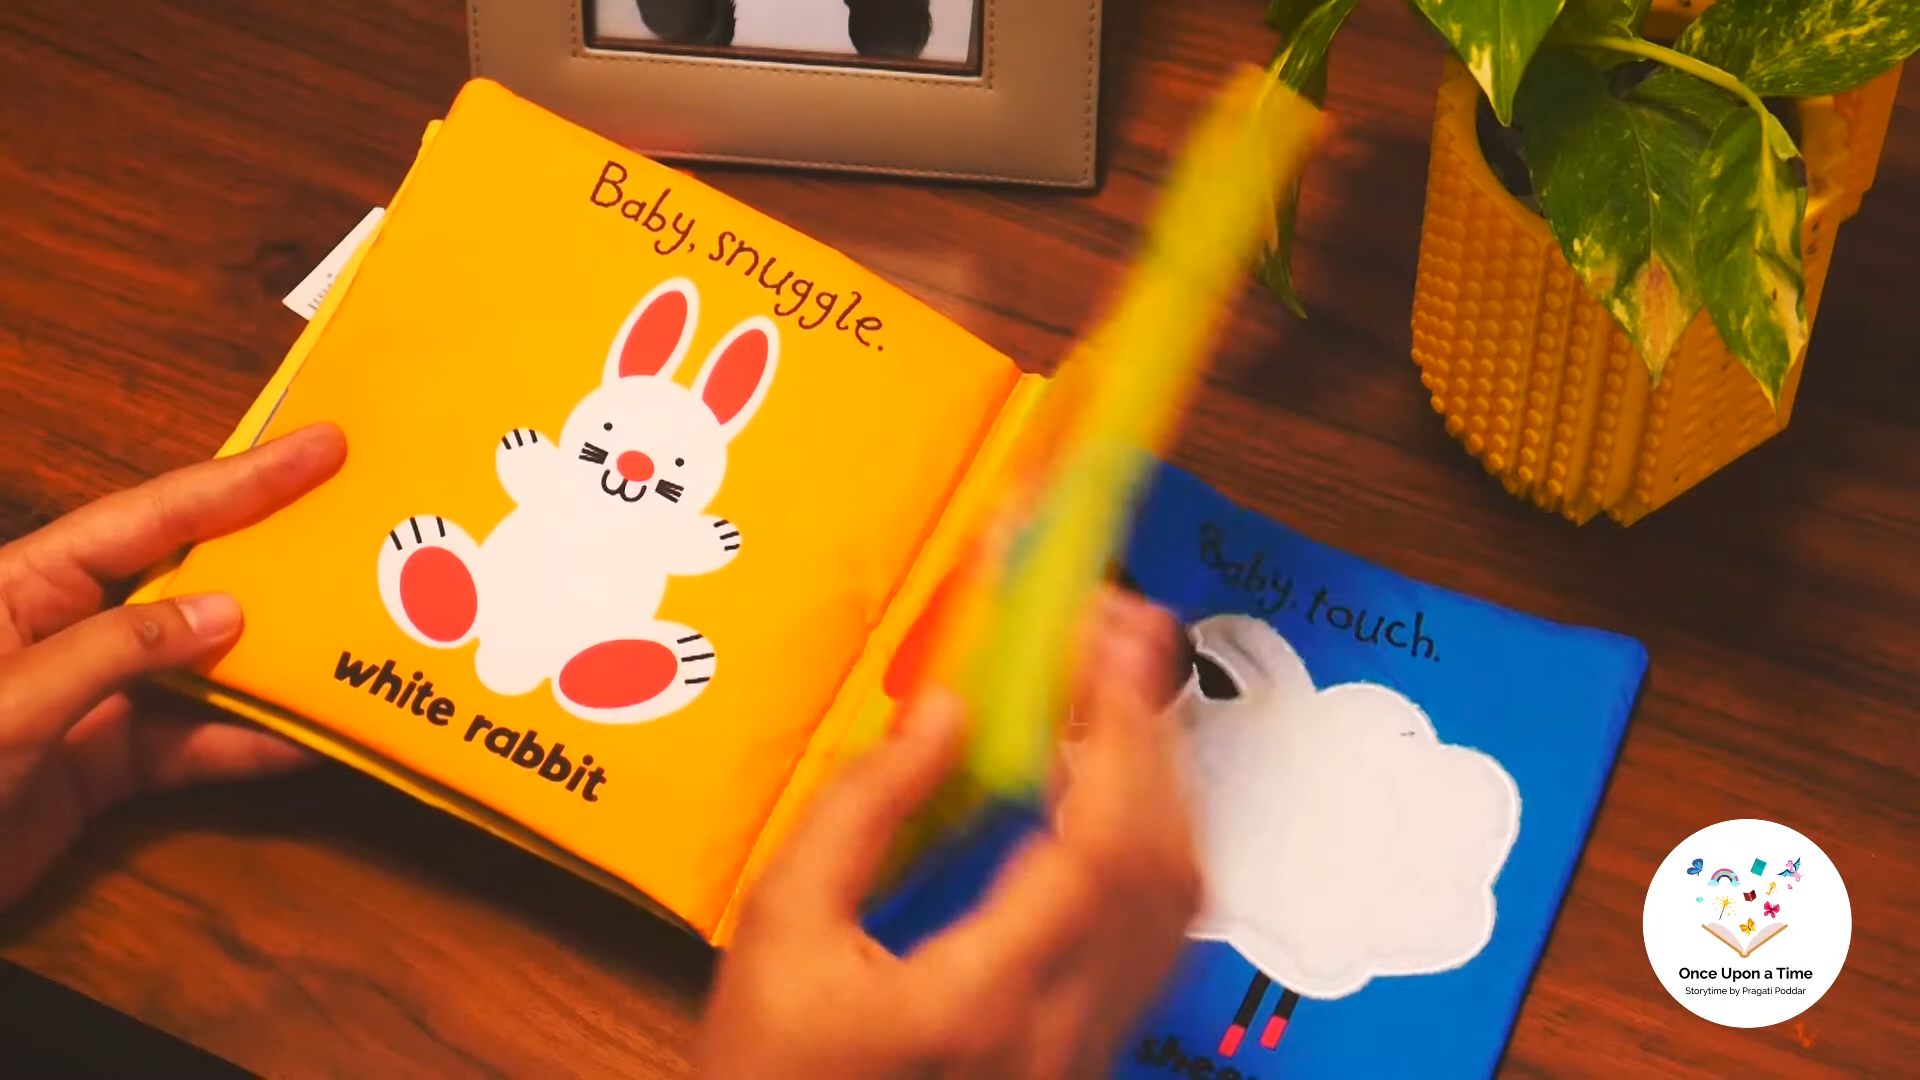 Baby, snuggle.
white rabbit
Baby, touch.
Once Upon a Time
Storytime by Pragati Poddar